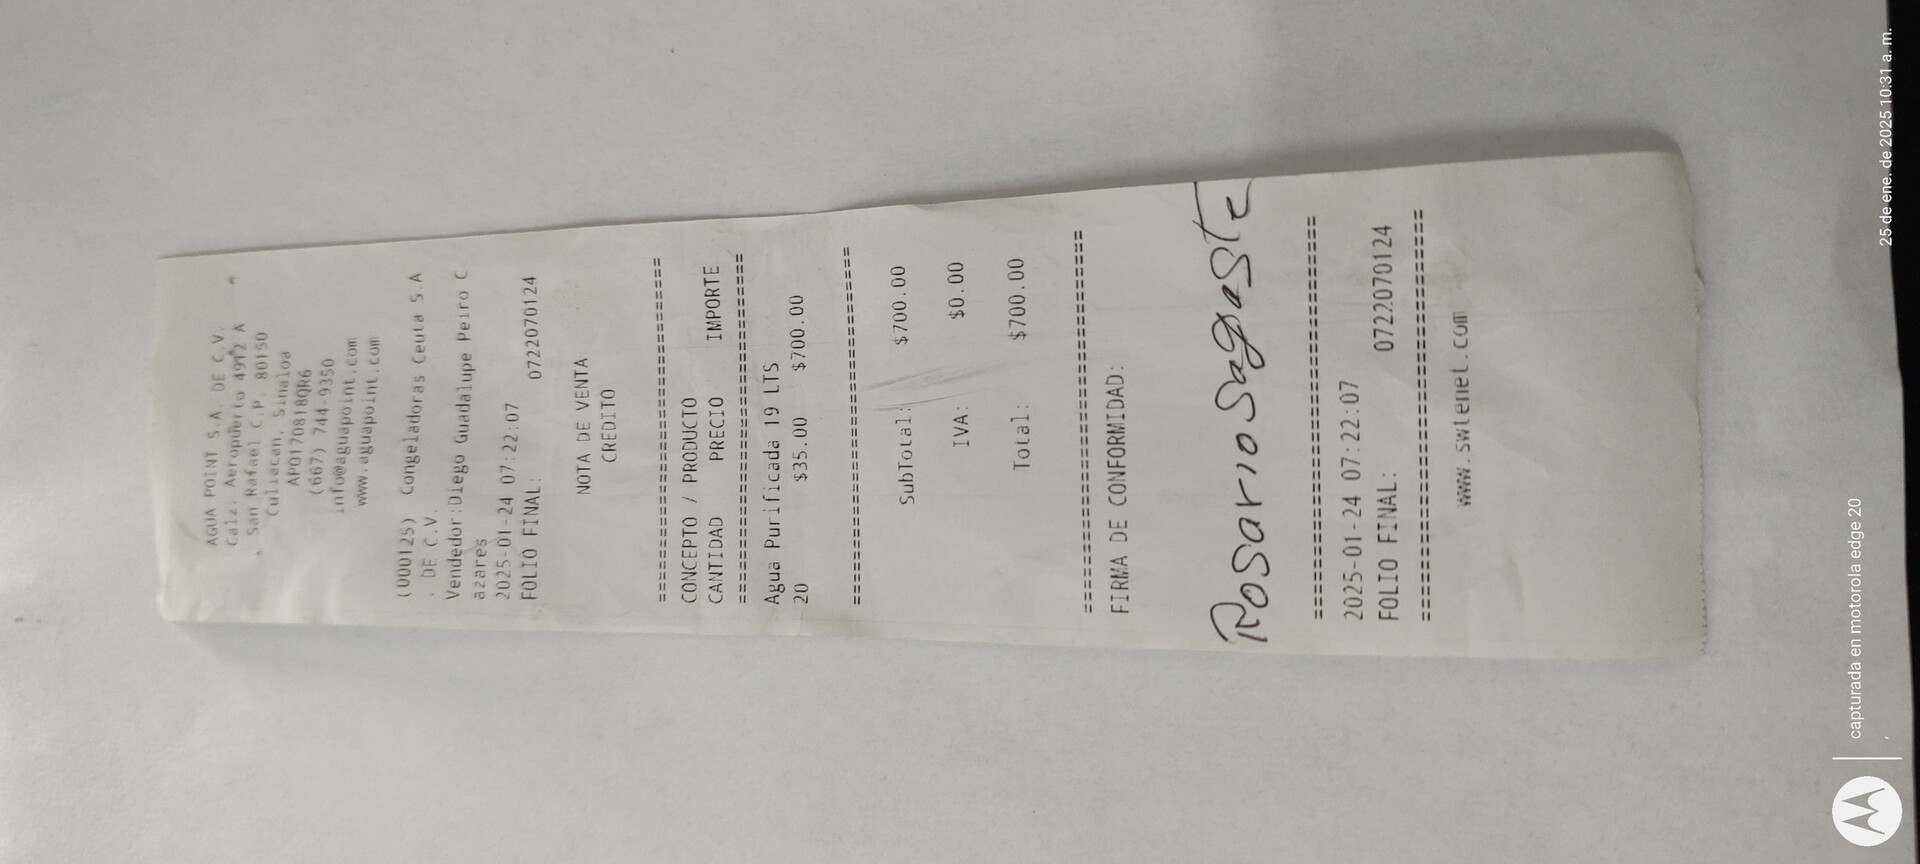 AGUA POINT S.A. DE C.V.
Calz. Aeropuerto 4912 A
, San Rafael C.P. 80150
Culiacan, Sinaloa
APO170818QR6
(667) 744-9350
info@aguapoint.com
www.aguapoint.com
(000125) Congeladoras Ceuta S.A
. DE C.V.
Vendedor:Diego Guadalupe Peiro C
azares
2025-01-24 07:22:07
FOLIO FINAL: 0722070124
NOTA DE VENTA
CREDITO
================================
CONCEPTO / PRODUCTO
CANTIDAD PRECIO IMPORTE
================================
Agua Purificada 19 LTS
20 $35.00 $700.00
================================
SubTotal: $700.00
IVA: $0.00
Total: $700.00
================================
FIRMA DE CONFORMIDAD:
Rosario Sagaste
================================
2025-01-24 07:22:07
FOLIO FINAL: 0722070124
================================
www.swtenet.com
capturada en motorola edge 20
25 de ene. de 2025 10:31 a. m.